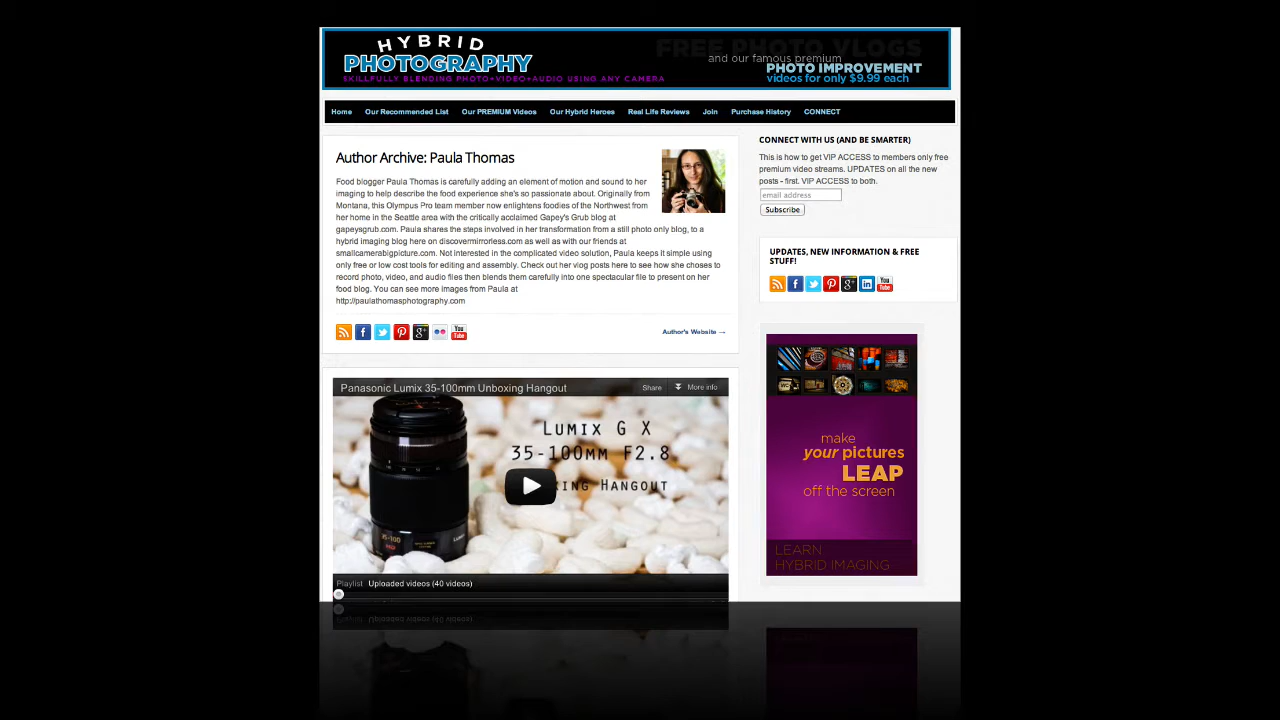 HYBRID
PHOTOGRAPHY
SKILLFULLY BLENDING PHOTO+VIDEO+AUDIO USING ANY CAMERA
FREE PHOTO VLOGS
and our famous premium
PHOTO IMPROVEMENT
videos for only $9.99 each
Home Our Recommended List Our PREMIUM Videos Our Hybrid Heroes Real Life Reviews Join Purchase History CONNECT
Author Archive: Paula Thomas
Food blogger Paula Thomas is carefully adding an element of motion and sound to her
imaging to help describe the food experience she's so passionate about. Originally from
Montana, this Olympus Pro team member now enlightens foodies of the Northwest from
her home in the Seattle area with the critically acclaimed Gapey's Grub blog at
gapeysgrub.com. Paula shares the steps involved in her transformation from a still photo only blog, to a
hybrid imaging blog here on discovermirrorless.com as well as with our friends at
smallcamerabigpicture.com. Not interested in the complicated video solution, Paula keeps it simple using
only free or low cost tools for editing and assembly. Check out her vlog posts here to see how she choses to
record photo, video, and audio files then blends them carefully into one spectacular file to present on her
food blog. You can see more images from Paula at
http://paulathomasphotography.com
You
Tube
Author's Website →
Panasonic Lumix 35-100mm Unboxing Hangout
Share
More info
LUMIX G X
35-100MM F2.8
KING HANGOUT
35-100
Playlist Uploaded videos (40 videos)
CONNECT WITH US (AND BE SMARTER)
This is how to get VIP ACCESS to members only free
premium video streams. UPDATES on all the new
posts - first. VIP ACCESS to both.
email address
Subscribe
UPDATES, NEW INFORMATION & FREE
STUFF!
You
Tube
make
your pictures
LEAP
off the screen
LEARN
HYBRID IMAGING